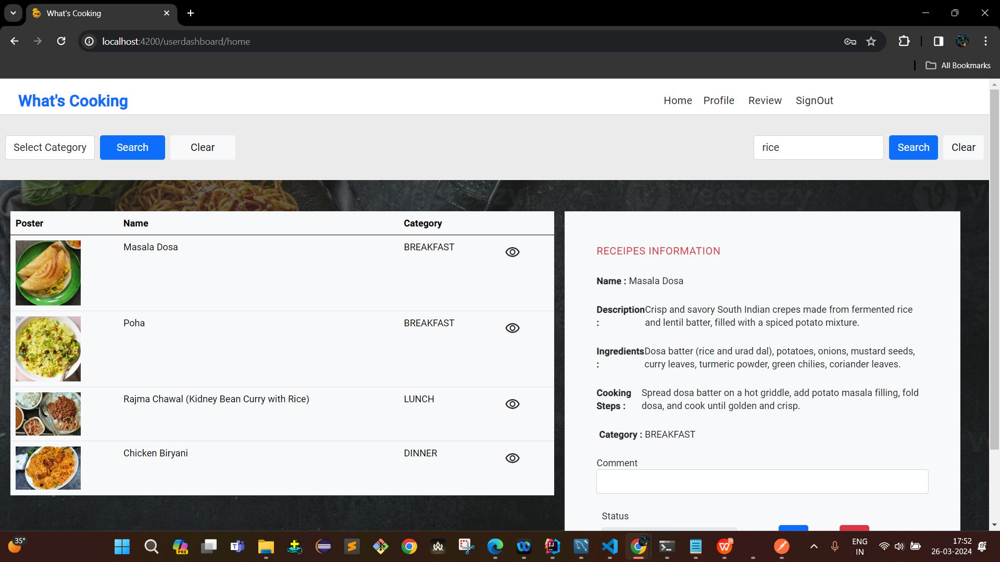 What's Cooking
localhost:4200/userdashboard/home
All Bookmarks
What's Cooking
Home Profile Review SignOut
Select Category Search Clear
rice Search Clear
vecteezy
Poster Name Category
Masala Dosa BREAKFAST
Poha BREAKFAST
Rajma Chawal (Kidney Bean Curry with Rice) LUNCH
Chicken Biryani DINNER
RECEIPES INFORMATION
Name : Masala Dosa
Description Crisp and savory South Indian crepes made from fermented rice
: and lentil batter, filled with a spiced potato mixture.
Ingredients Dosa batter (rice and urad dal), potatoes, onions, mustard seeds,
: curry leaves, turmeric powder, green chilies, coriander leaves.
Cooking Spread dosa batter on a hot griddle, add potato masala filling, fold
Steps : dosa, and cook until golden and crisp.
Category : BREAKFAST
Comment
Status
35°
PRE
ENG
IN
17:52
26-03-2024